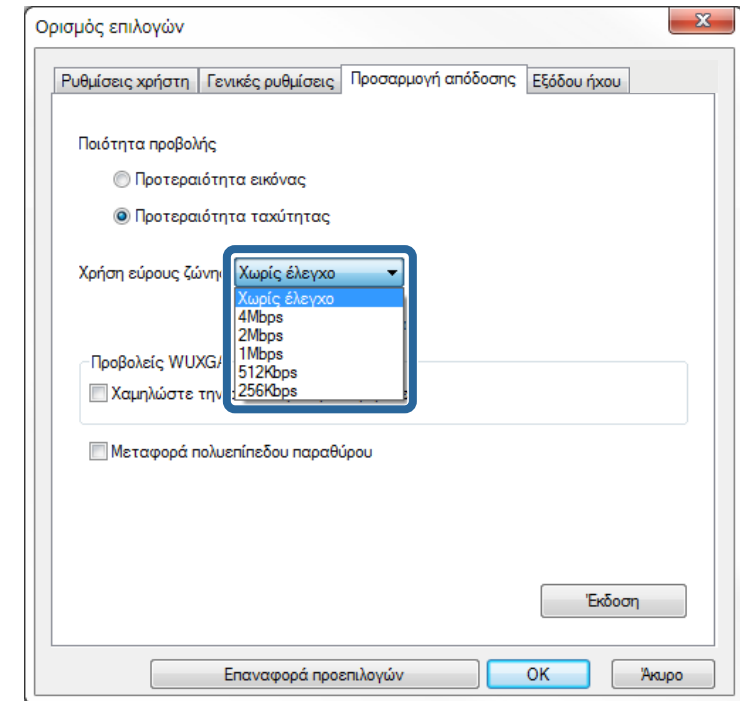 Ορισμός επιλογών
Ρυθμίσεις χρήστη Γενικές ρυθμίσεις Προσαρμογή απόδοσης Εξόδου ήχου
Ποιότητα προβολής
Προτεραιότητα εικόνας
Προτεραιότητα ταχύτητας
Χρήση εύρους ζώνη Χωρίς έλεγχο
Χωρίς έλεγχο
4Mbps
2Mbps
1Mbps
Προβολείς WUXGA
512Kbps
Χαμηλώστε την 256Kbps
Μεταφορά πολυεπίπεδου παραθύρου
Έκδοση
Επαναφορά προεπιλογών OK Άκυρο